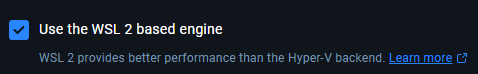 Use the WSL 2 based engine
WSL 2 provides better performance than the Hyper-V backend. Learn more